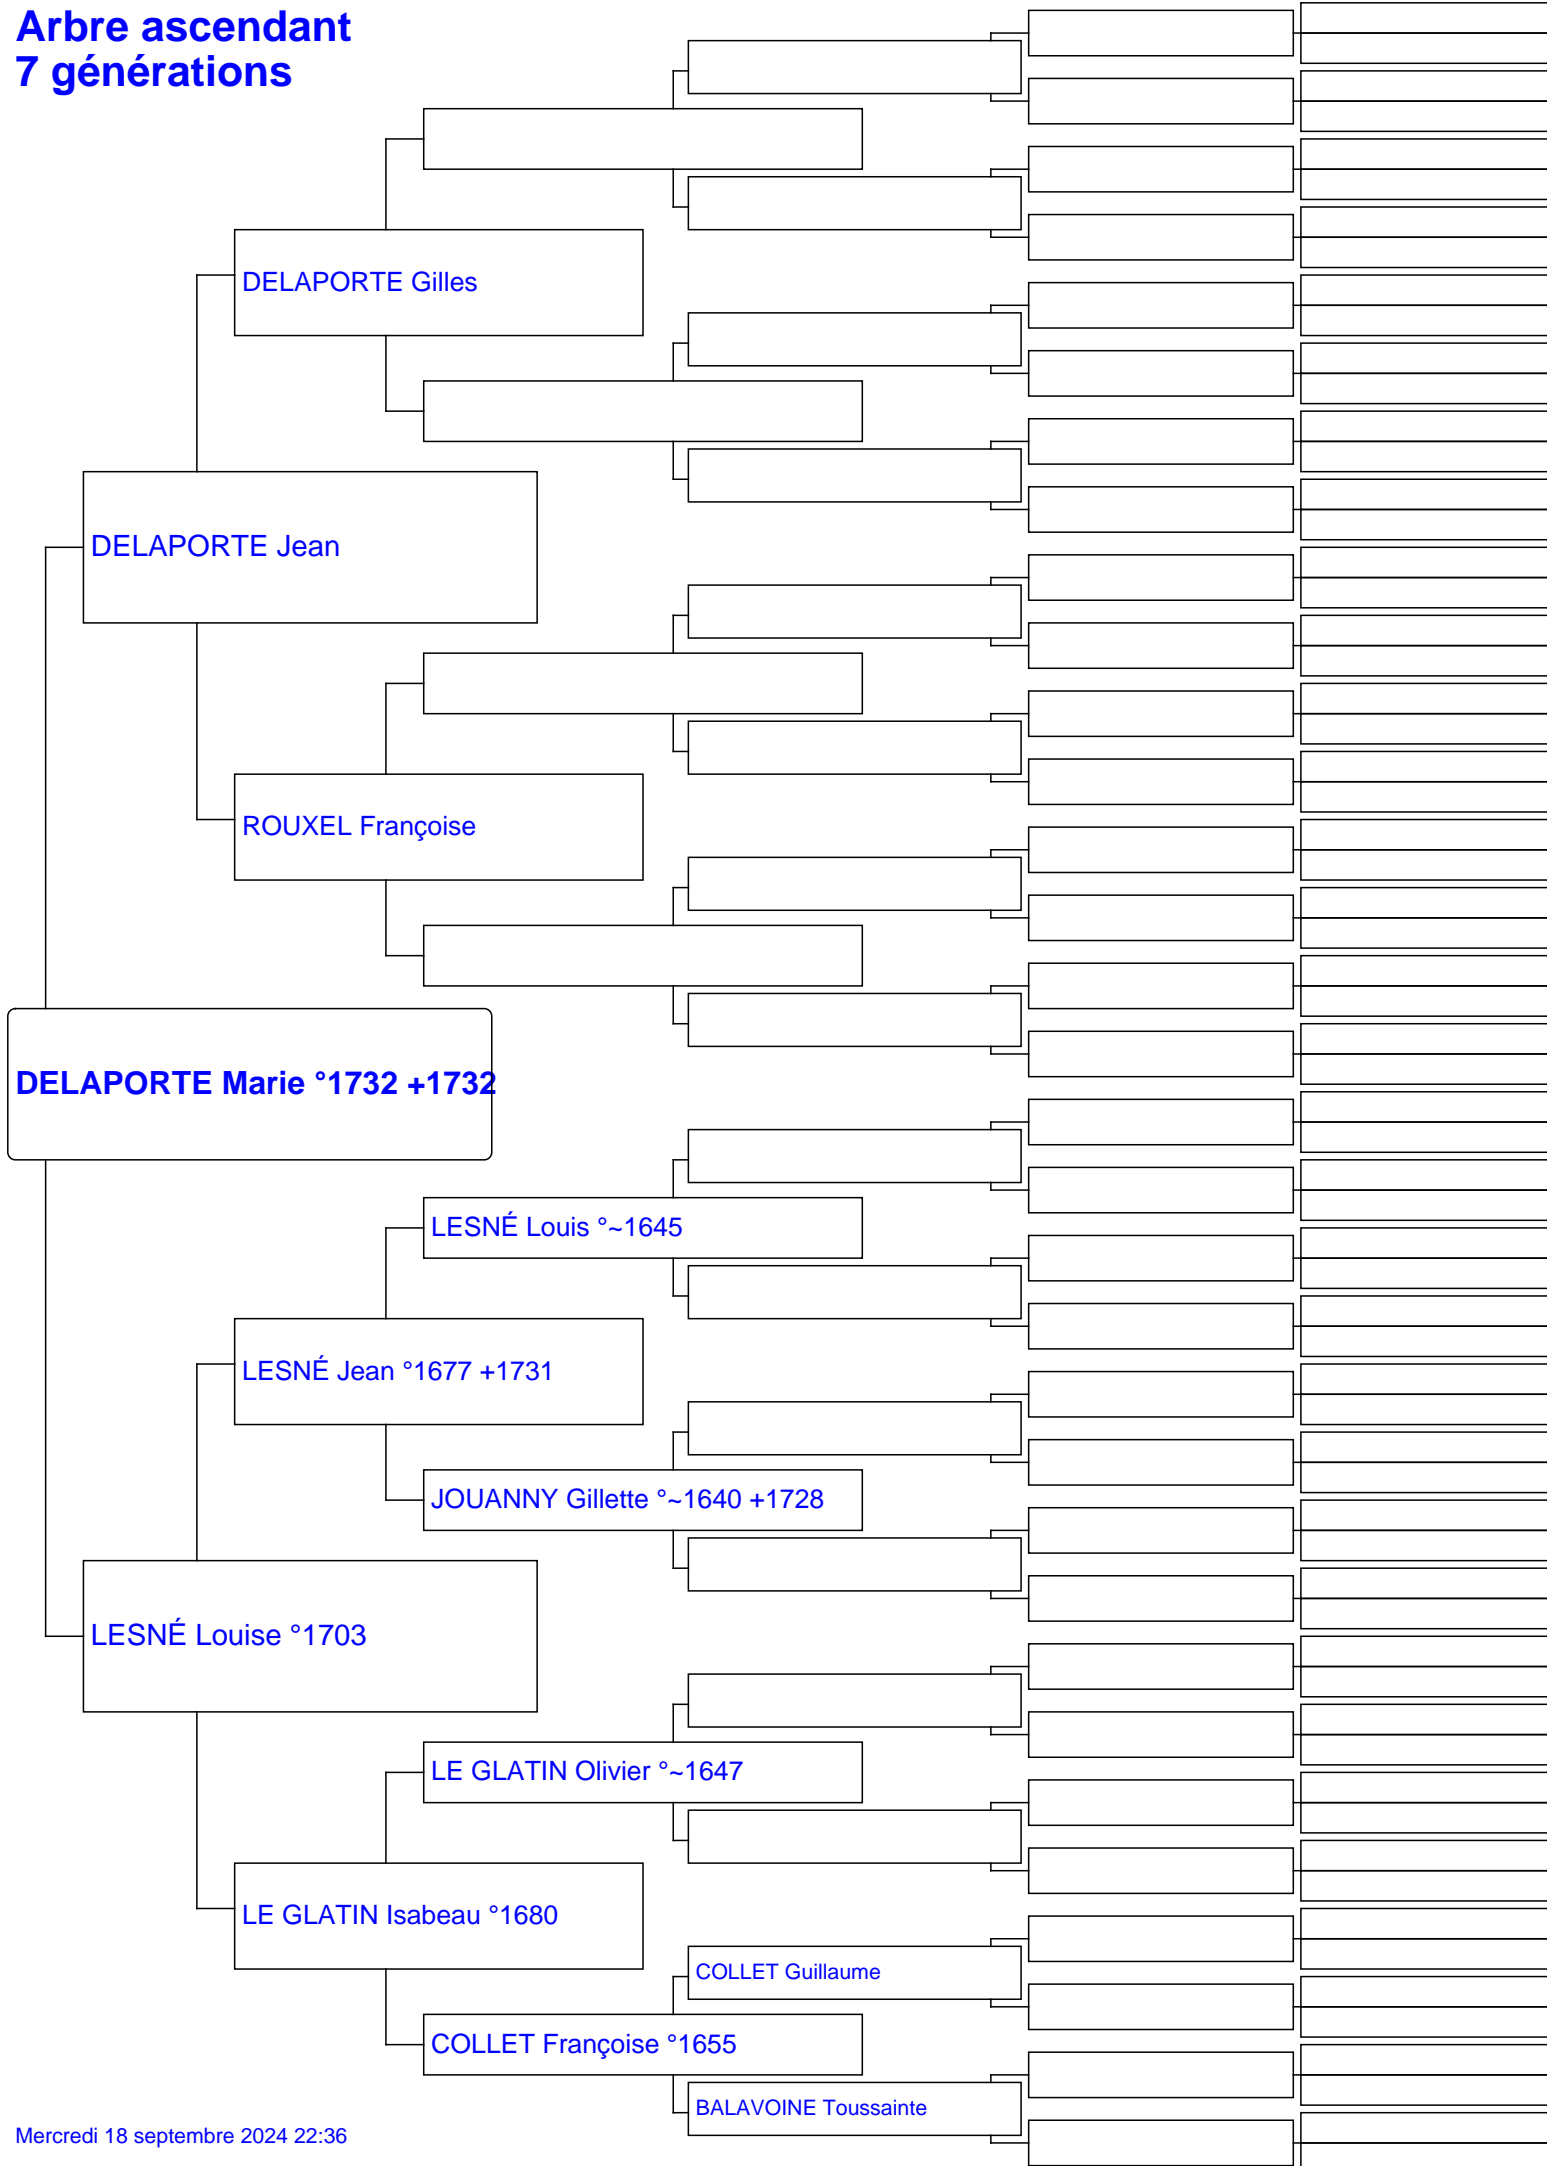 Arbre ascendant
7 générations
DELAPORTE Gilles
DELAPORTE Jean
ROUXEL Françoise
DELAPORTE Marie °1732 +1732
LESNÉ Louis °~1645
LESNÉ Jean °1677 +1731
JOUANNY Gillette °~1640 +1728
LESNÉ Louise °1703
LE GLATIN Olivier °~1647
LE GLATIN Isabeau °1680
COLLET Guillaume
COLLET Françoise °1655
BALAVOINE Toussainte
Mercredi 18 septembre 2024 22:36